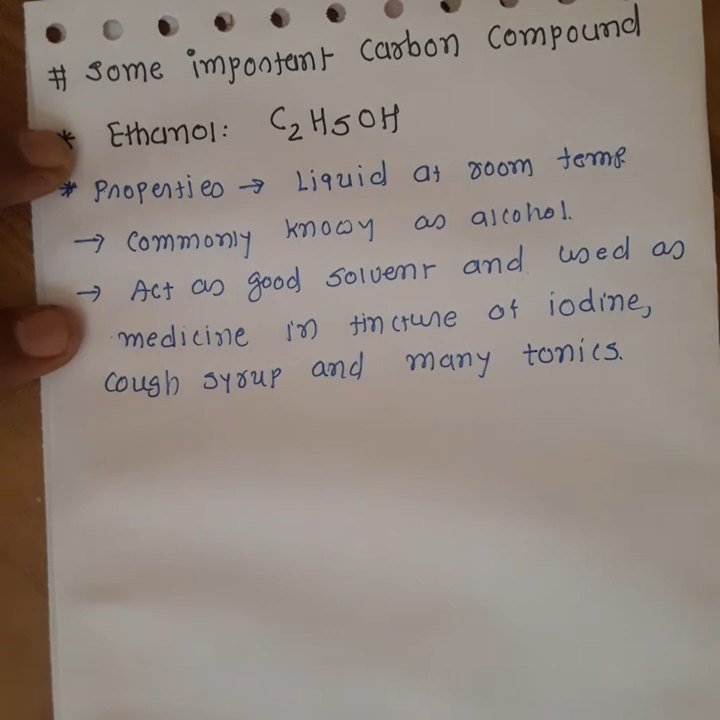 # Some impontant Carbon Compound
* Ethanol: C₂H5OH
* Propenties → Liquid at room temp.
→ Commonly knowy as alcohol.
→ Act as good solvent and used as
medicine in tincture of iodine,
cough syrup and many tonics.